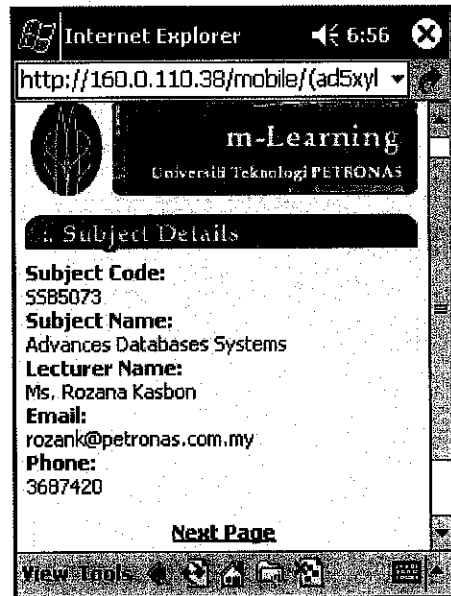 Internet Explorer 6:56
http://160.0.110.38/mobile/(ad5xyl
m-Learning
Universiti Teknologi PETRONAS
Subject Details
Subject Code:
SSB5073
Subject Name:
Advances Databases Systems
Lecturer Name:
Ms. Rozana Kasbon
Email:
rozank@petronas.com.my
Phone:
3687420
Next Page
View Tools